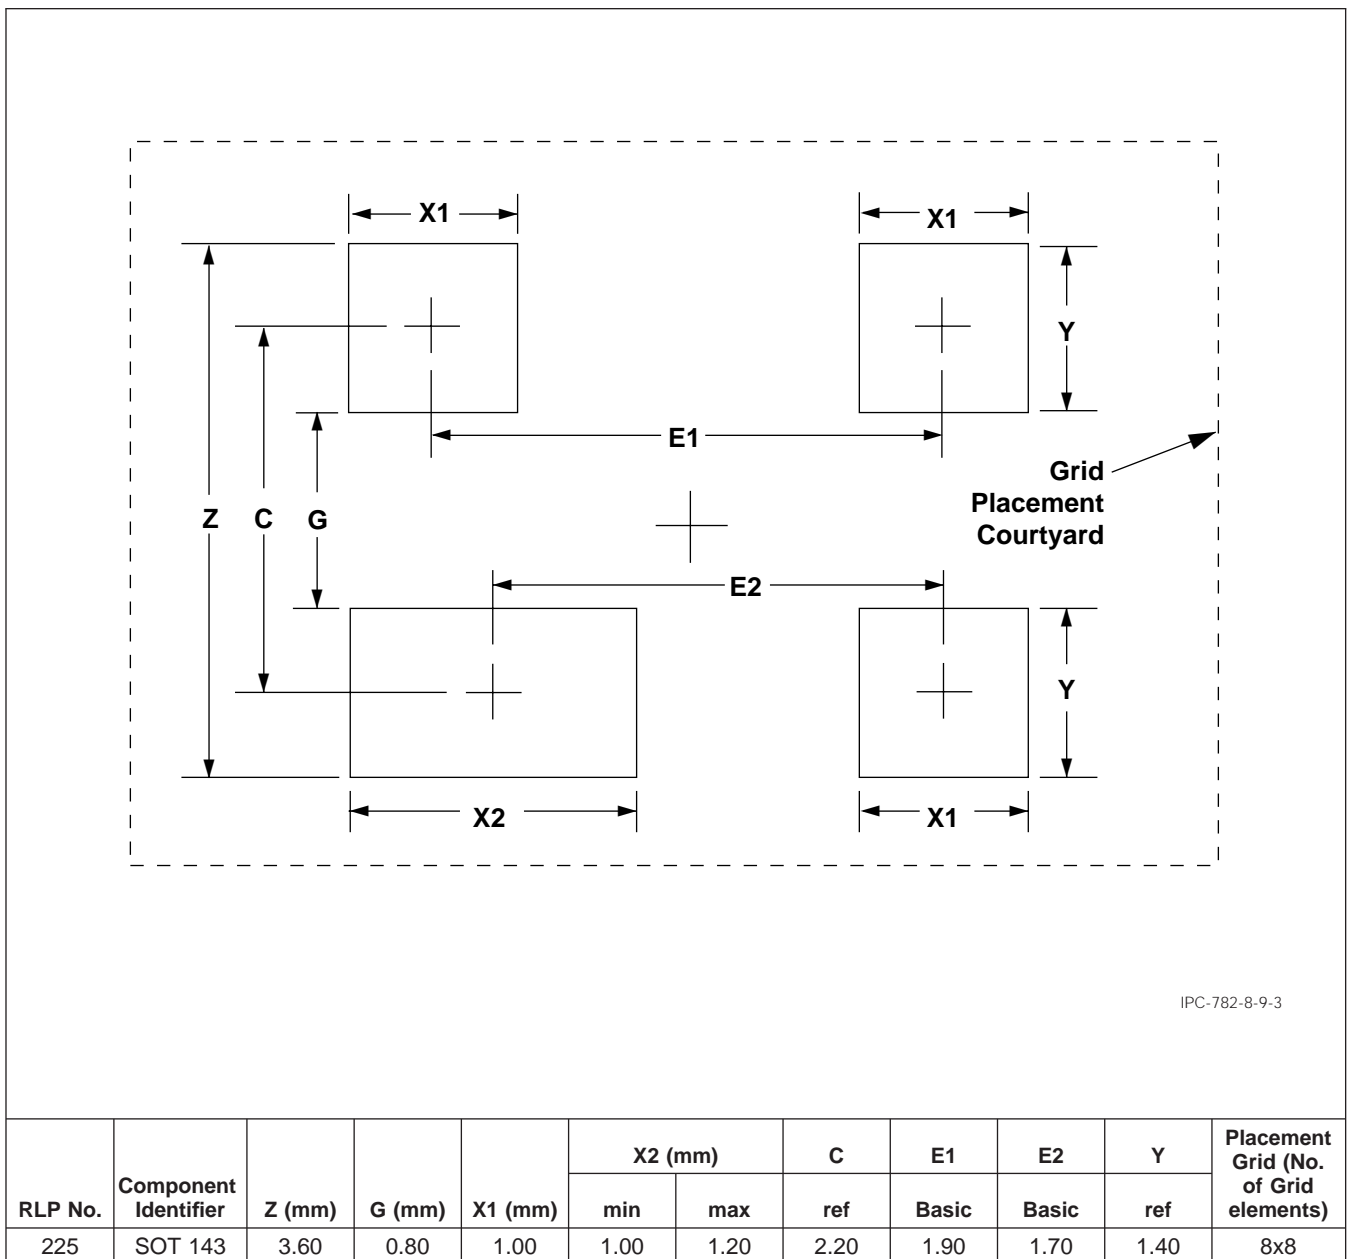 X1
X1
Y
E1
Grid
Placement
Courtyard
Z
C
G
E2
Y
X2
X1
IPC-782-8-9-3
RLP No. Component Identifier Z (mm) G (mm) X1 (mm) X2 (mm) min max C ref E1 Basic E2 Basic Y ref Placement Grid (No. of Grid elements)
225 SOT 143 3.60 0.80 1.00 1.00 1.20 2.20 1.90 1.70 1.40 8x8